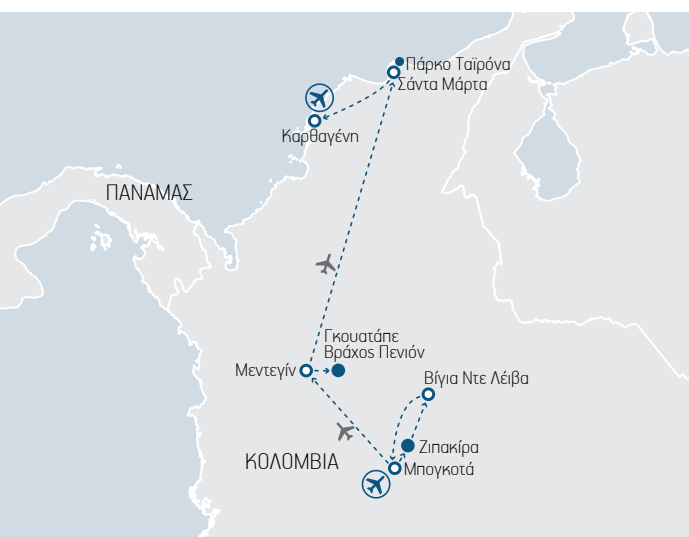 Πάρκο Ταϊρόνα
Σάντα Μάρτα
Καρθαγένη
ΠΑΝΑΜΑΣ
Γκουατάπε
Βράχος Πενιόν
Μεντεγίν
Βίγια Ντε Λέιβα
Ζιπακίρα
ΚΟΛΟΜΒΙΑ
Μπογκοτά